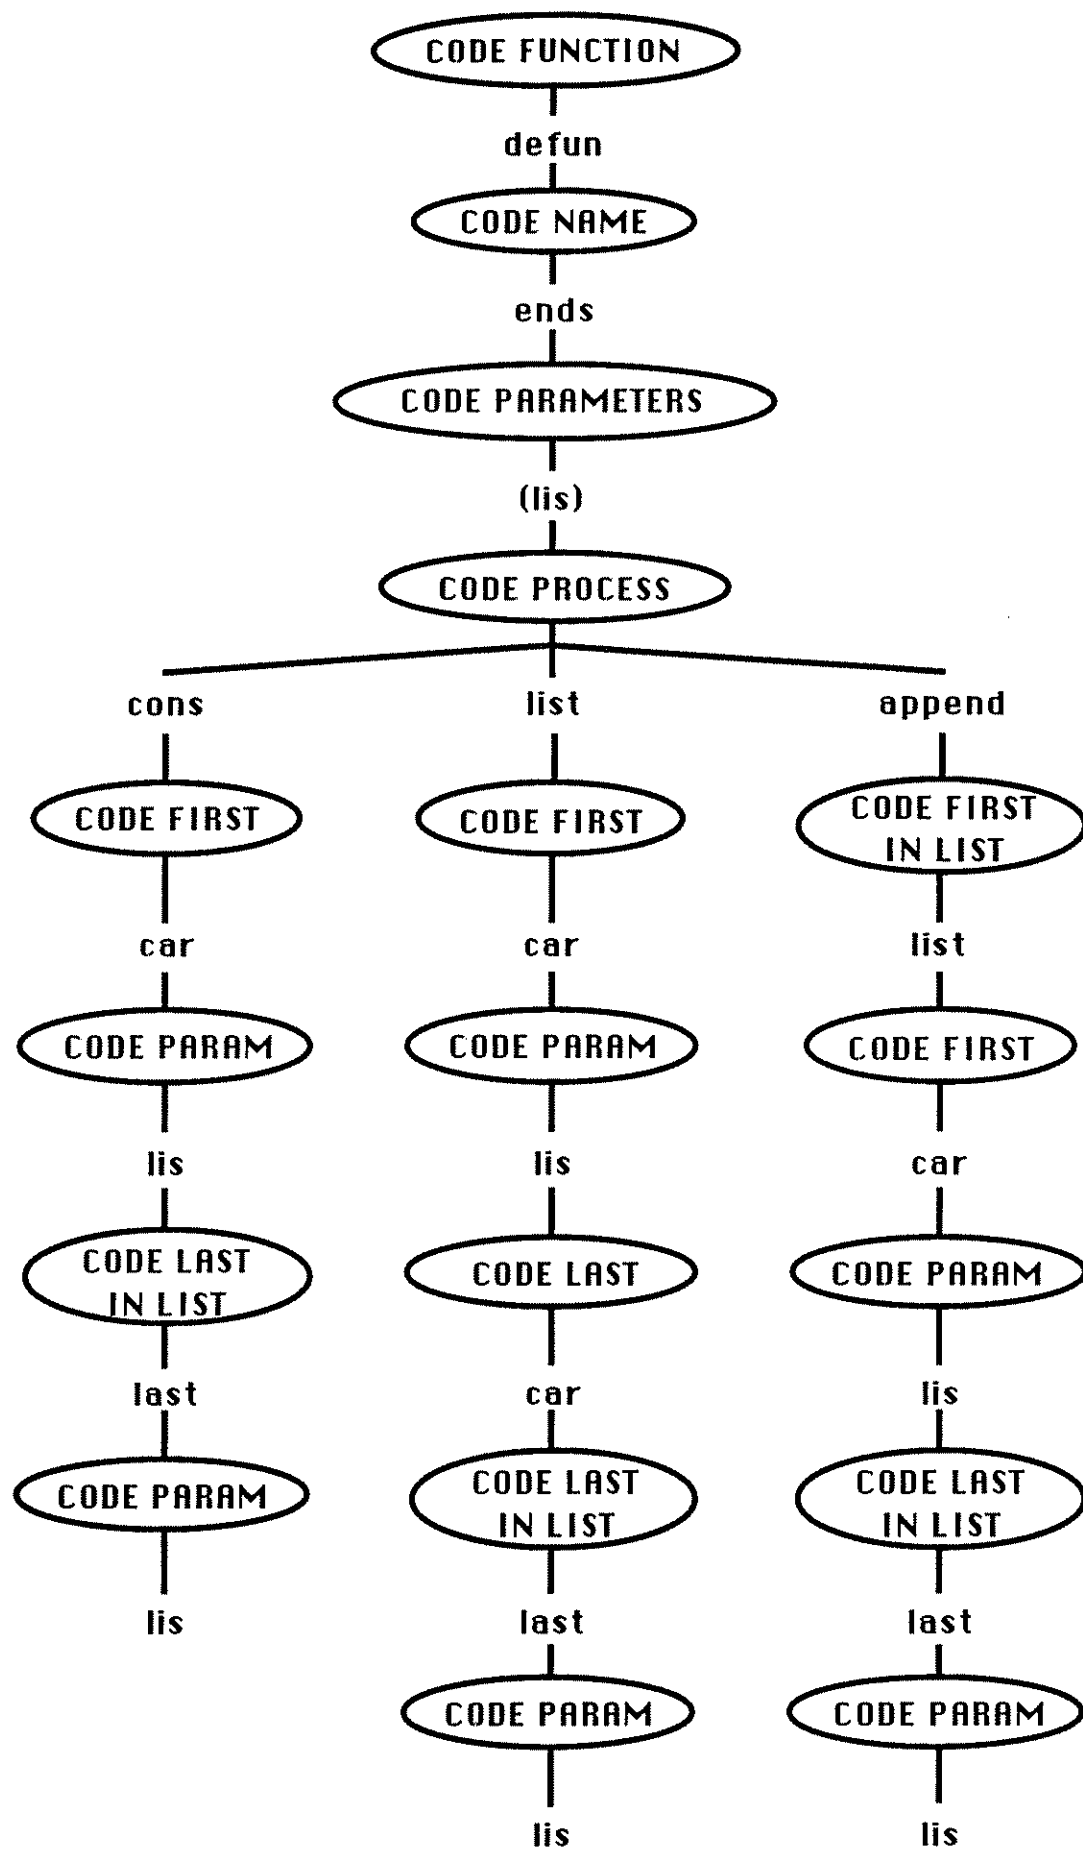 CODE FUNCTION
defun
CODE NAME
ends
CODE PARAMETERS
(lis)
CODE PROCESS
cons
CODE FIRST
car
CODE PARAM
lis
CODE LAST
IN LIST
last
CODE PARAM
lis
list
CODE FIRST
car
CODE PARAM
lis
CODE LAST
car
CODE LAST
IN LIST
last
CODE PARAM
lis
append
CODE FIRST
IN LIST
list
CODE FIRST
car
CODE PARAM
lis
CODE LAST
IN LIST
last
CODE PARAM
lis